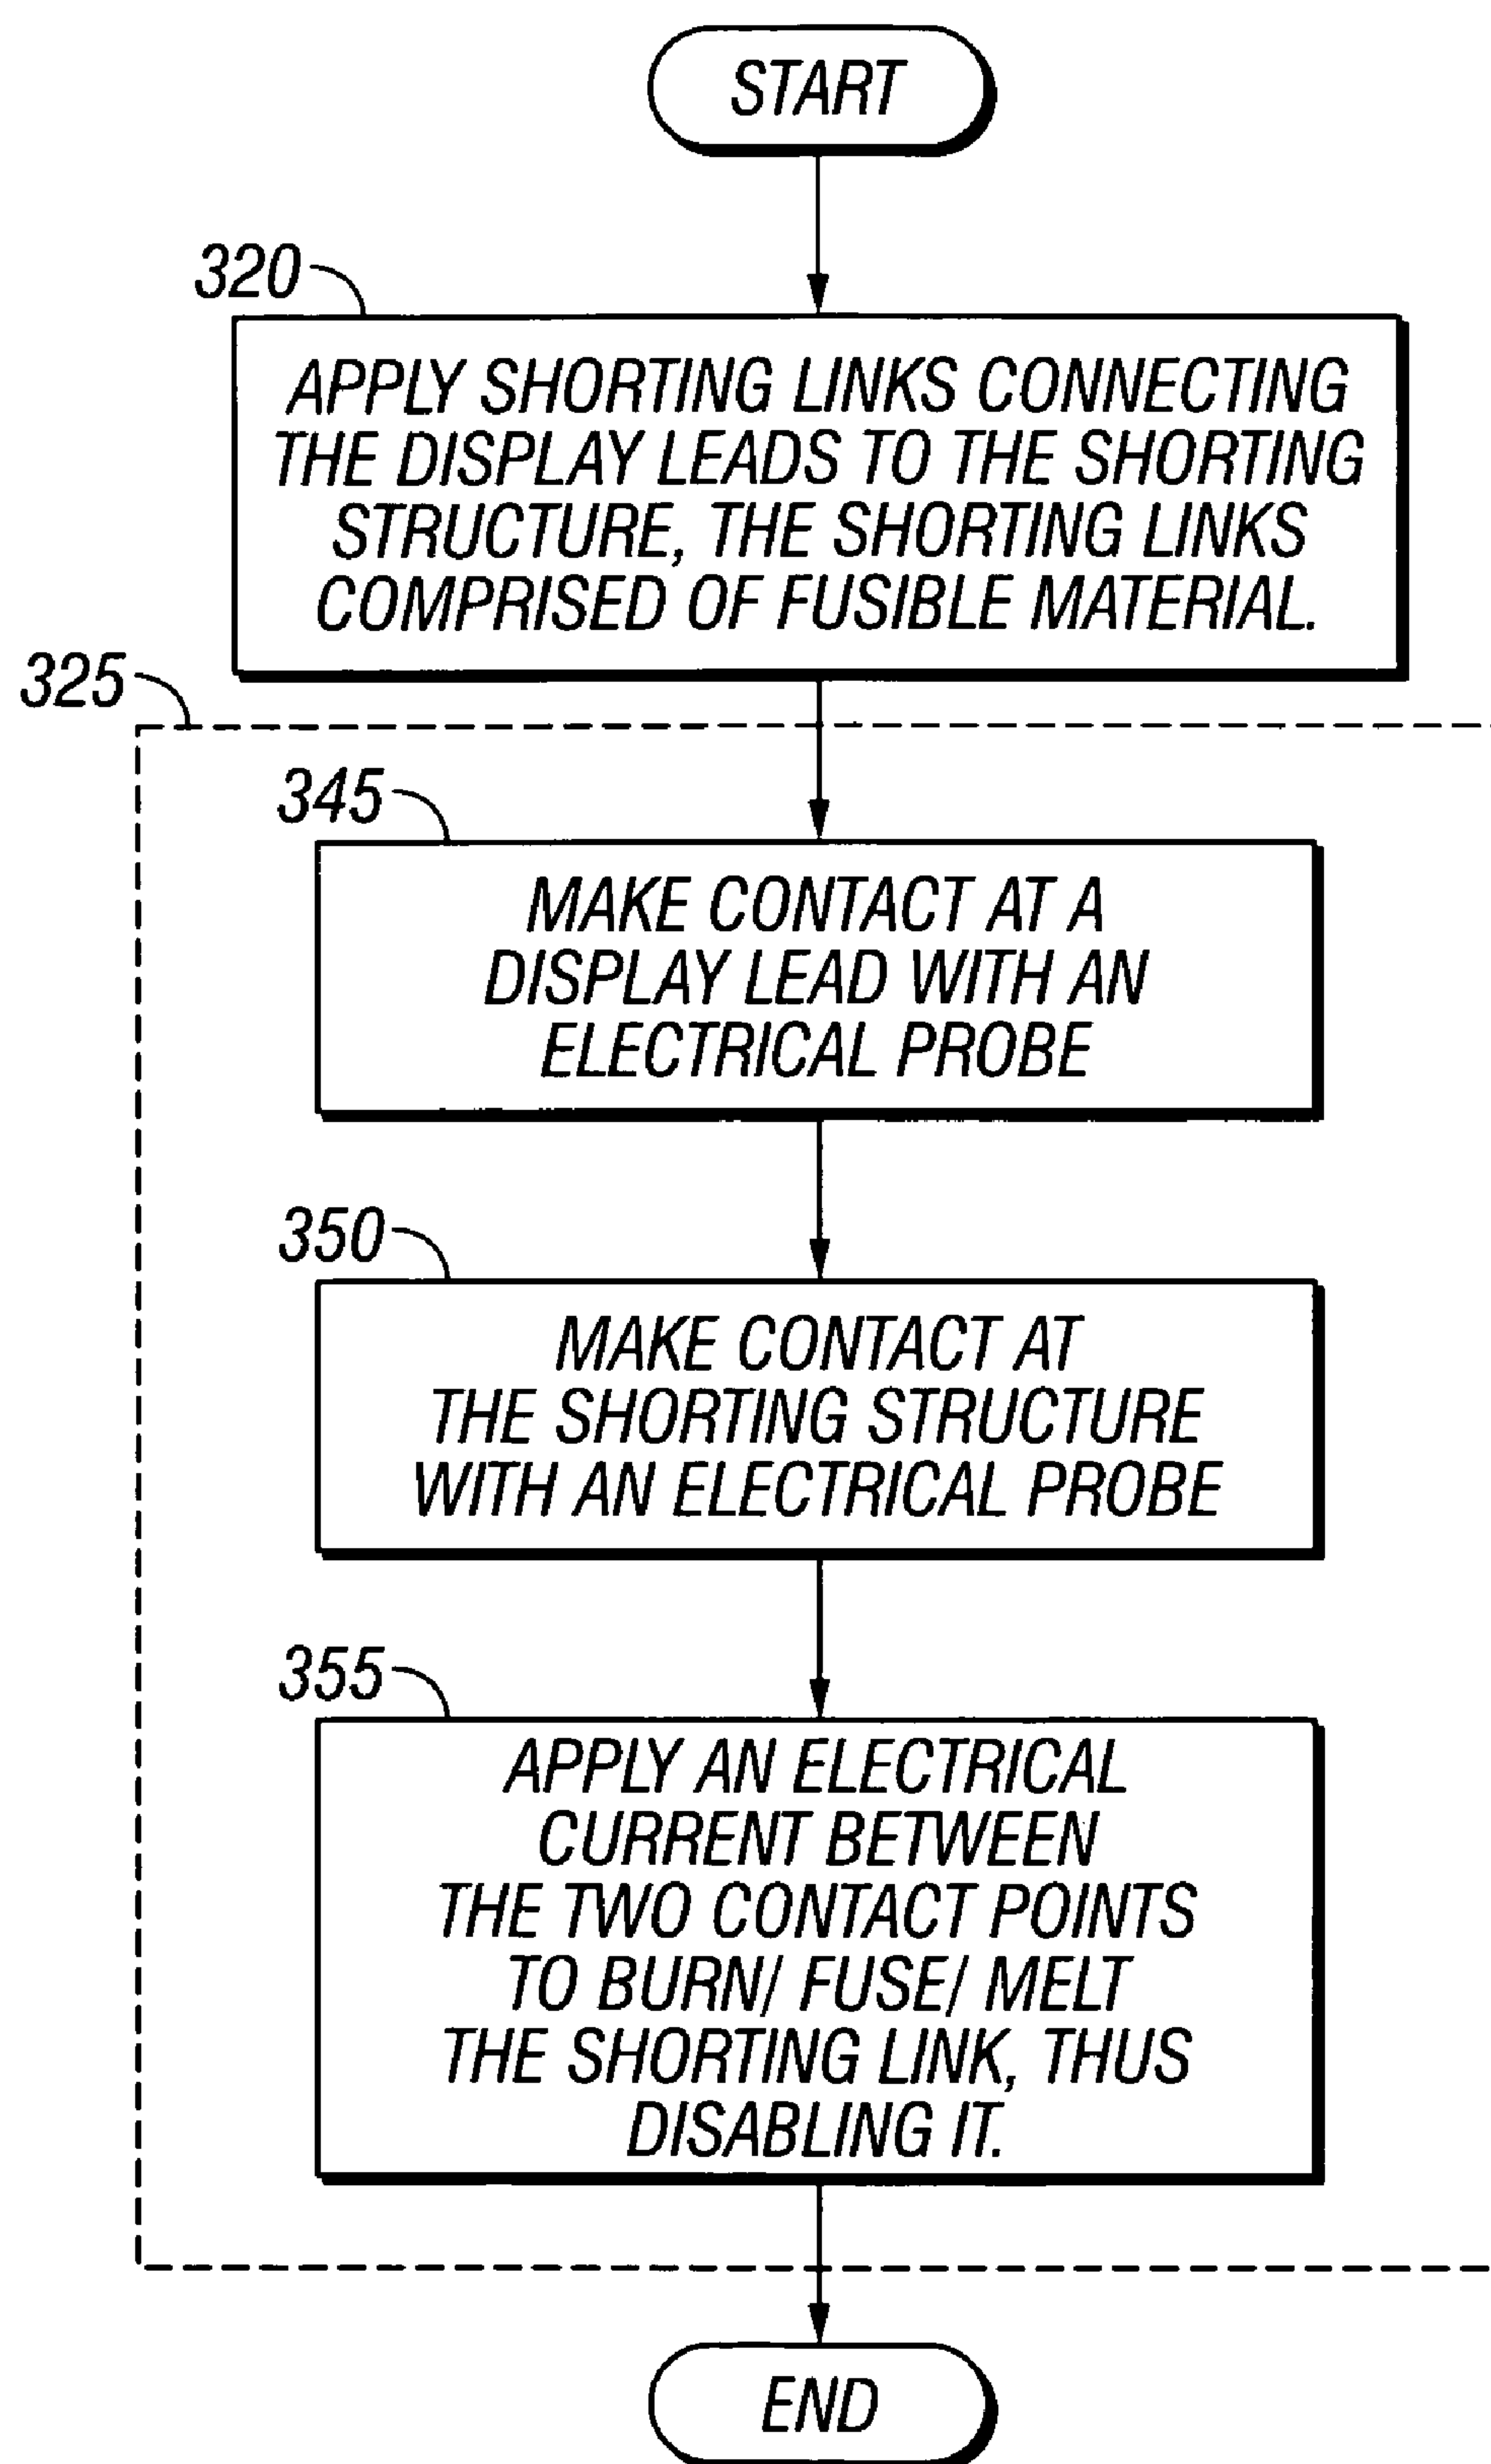 START
320
APPLY SHORTING LINKS CONNECTING
THE DISPLAY LEADS TO THE SHORTING
STRUCTURE, THE SHORTING LINKS
COMPRISED OF FUSIBLE MATERIAL.
325
345
MAKE CONTACT AT A
DISPLAY LEAD WITH AN
ELECTRICAL PROBE
350
MAKE CONTACT AT
THE SHORTING STRUCTURE
WITH AN ELECTRICAL PROBE
355
APPLY AN ELECTRICAL
CURRENT BETWEEN
THE TWO CONTACT POINTS
TO BURN/ FUSE/ MELT
THE SHORTING LINK, THUS
DISABLING IT.
END